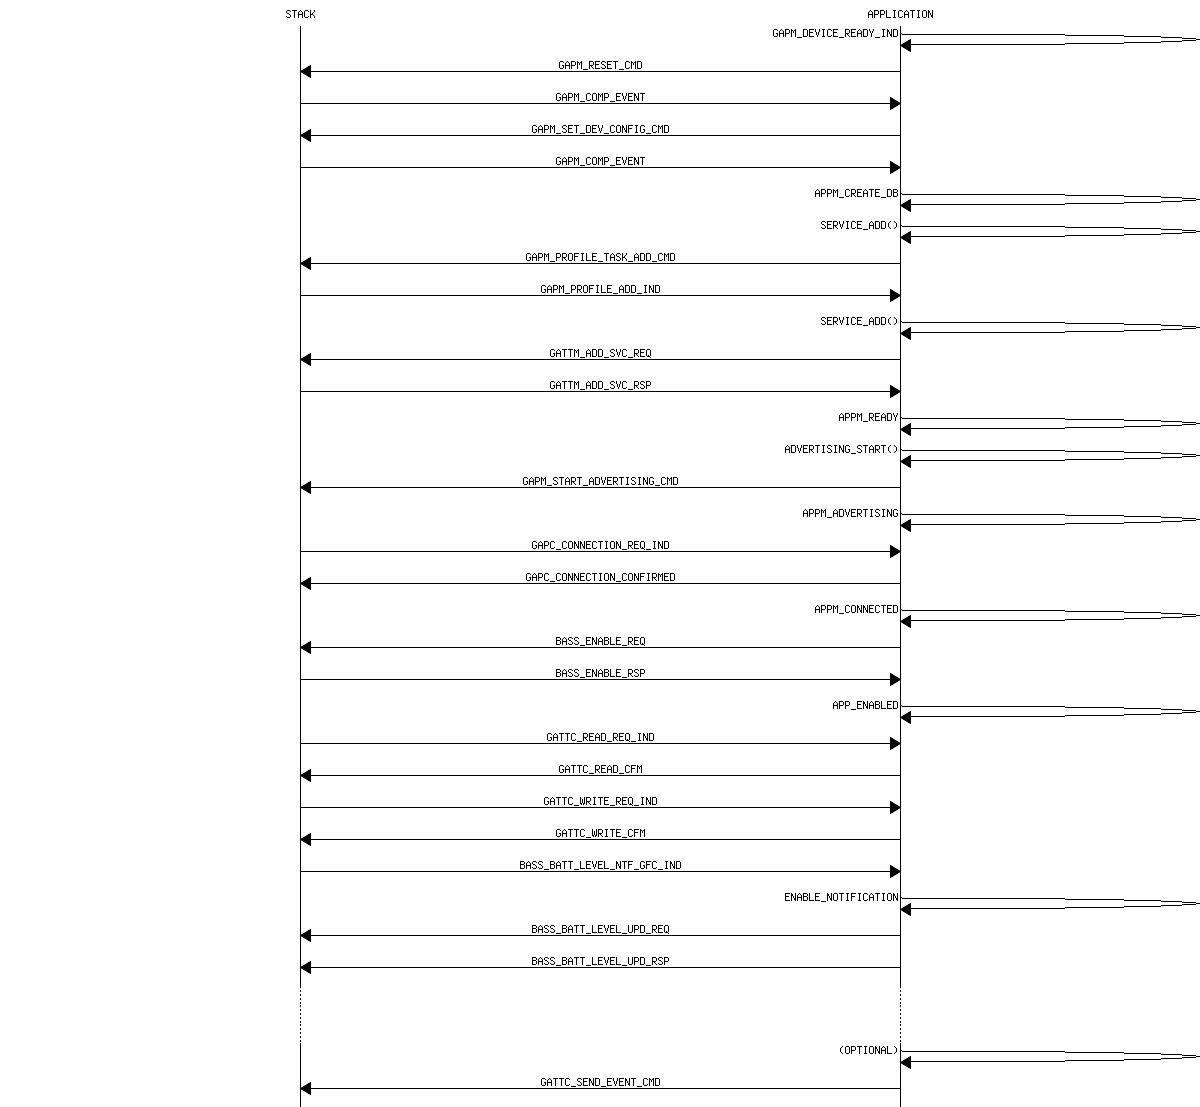 STACK APPLICATION
GAPM_DEVICE_READY_IND
GAPM_RESET_CMD
GAPM_COMP_EVENT
GAPM_SET_DEV_CONFIG_CMD
GAPM_COMP_EVENT
APPM_CREATE_DB
SERVICE_ADD()
GAPM_PROFILE_TASK_ADD_CMD
GAPM_PROFILE_ADD_IND
SERVICE_ADD()
GATTM_ADD_SVC_REQ
GATTM_ADD_SVC_RSP
APPM_READY
ADVERTISING_START()
GAPM_START_ADVERTISING_CMD
APPM_ADVERTISING
GAPC_CONNECTION_REQ_IND
GAPC_CONNECTION_CONFIRMED
APPM_CONNECTED
BASS_ENABLE_REQ
BASS_ENABLE_RSP
APP_ENABLED
GATTC_READ_REQ_IND
GATTC_READ_CFM
GATTC_WRITE_REQ_IND
GATTC_WRITE_CFM
BASS_BATT_LEVEL_NTF_GFC_IND
ENABLE_NOTIFICATION
BASS_BATT_LEVEL_UPD_REQ
BASS_BATT_LEVEL_UPD_RSP
(OPTIONAL)
GATTC_SEND_EVENT_CMD